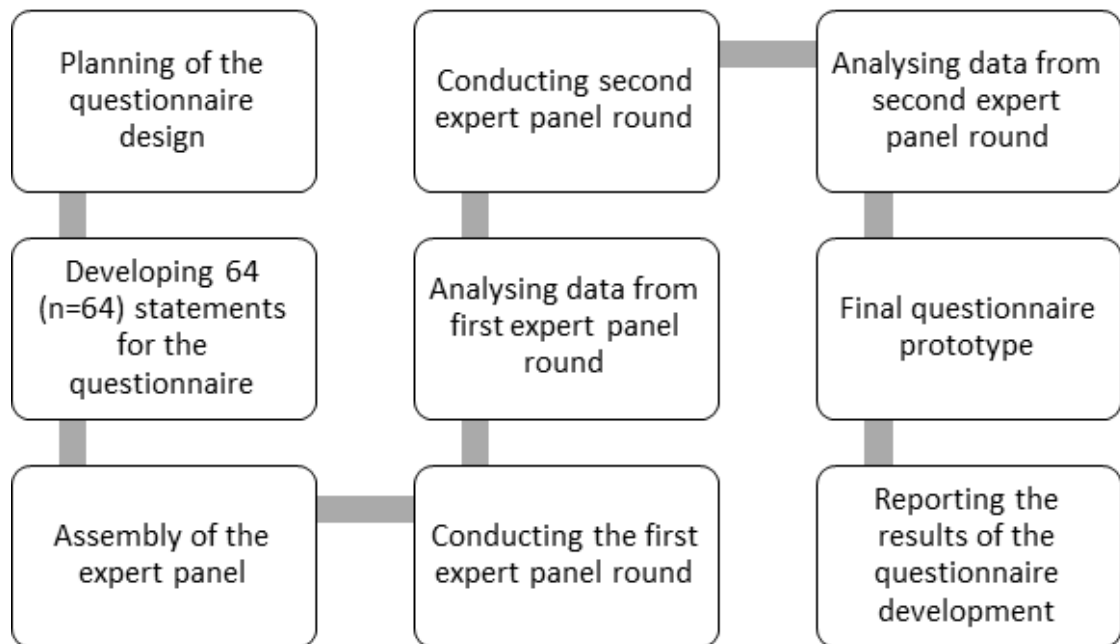 Planning of the
questionnaire
design
Developing 64
(n=64) statements
for the
questionnaire
Assembly of the
expert panel
Conducting the first
expert panel round
Analysing data from
first expert panel
round
Conducting second
expert panel round
Analysing data from
second expert
panel round
Final questionnaire
prototype
Reporting the
results of the
questionnaire
development